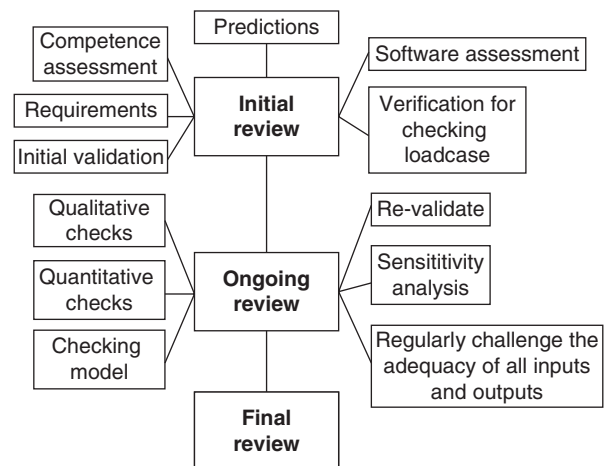 Predictions
Competence
assessment
Requirements
Initial validation
Initial
review
Software assessment
Verification for
checking
loadcase
Qualitative
checks
Quantitative
checks
Checking
model
Ongoing
review
Re-validate
Sensititivity
analysis
Regularly challenge the
adequacy of all inputs
and outputs
Final
review